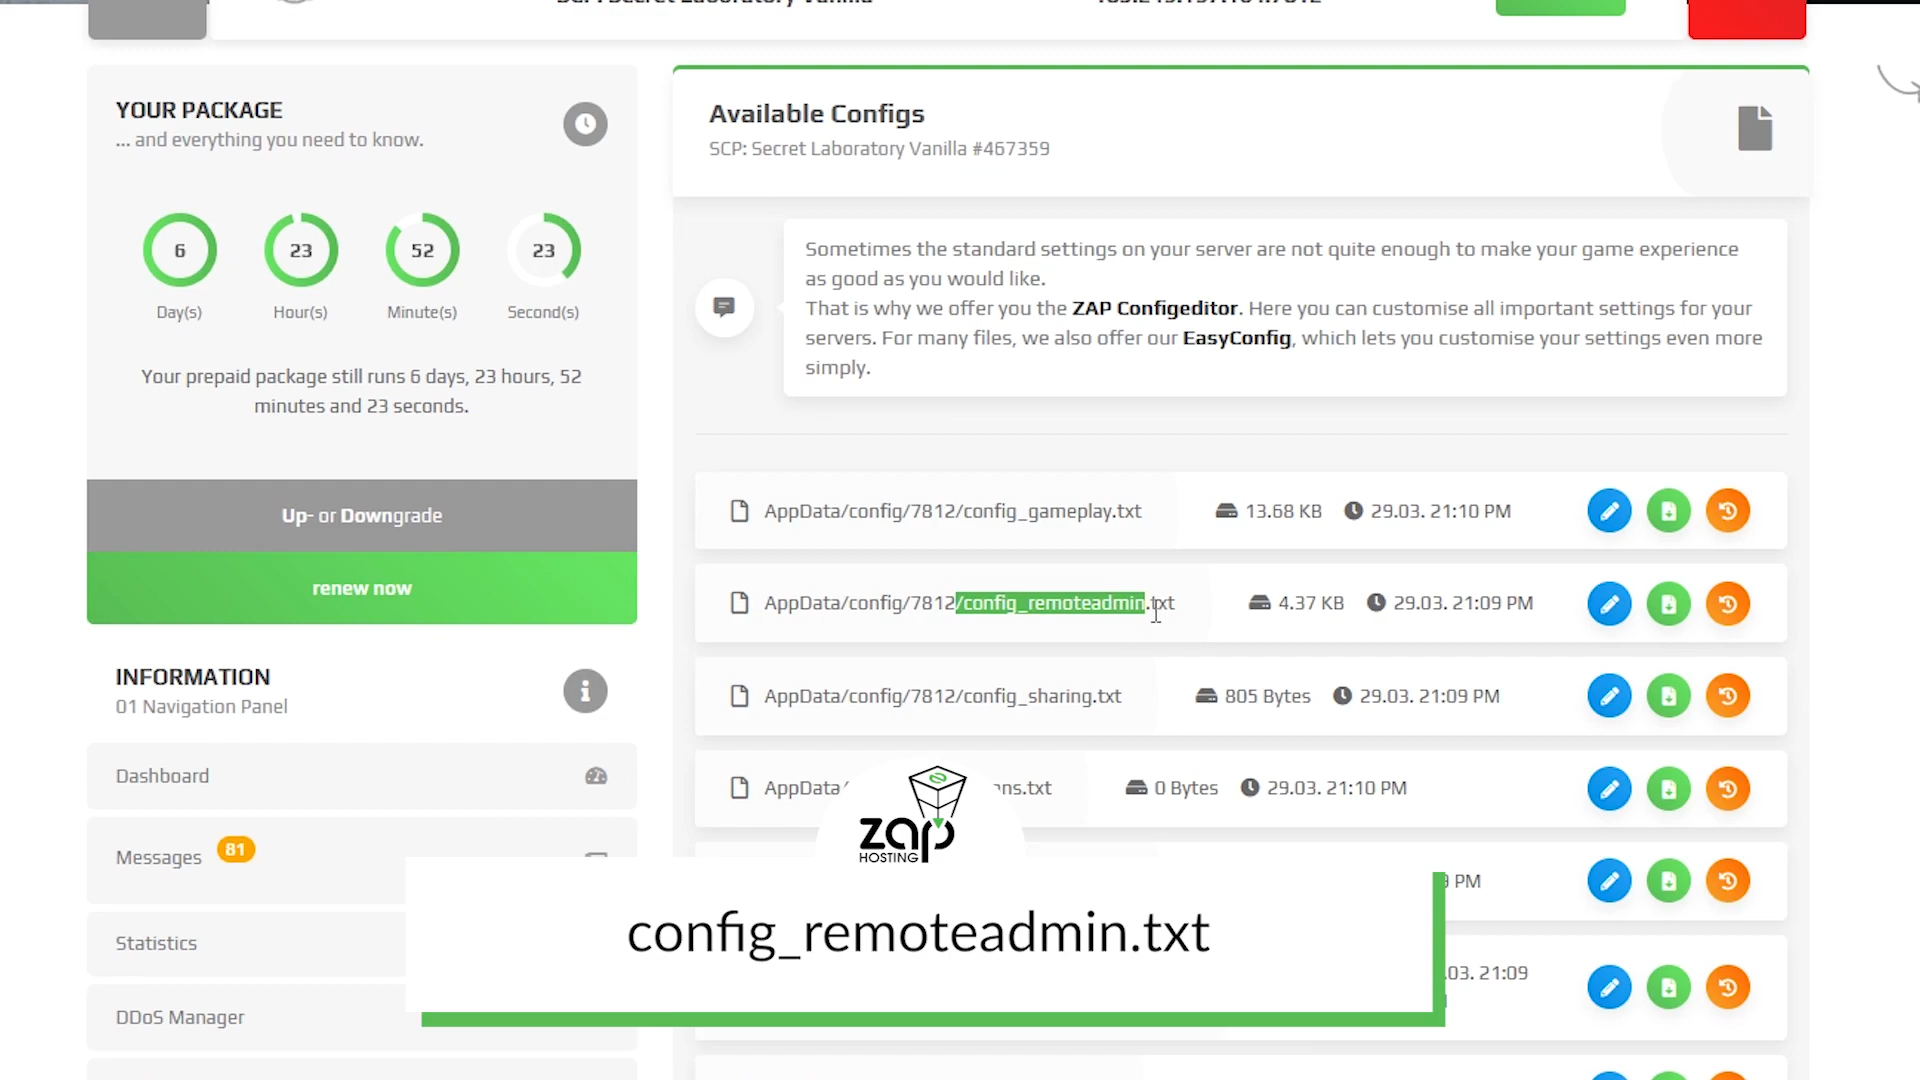 YOUR PACKAGE
... and everything you need to know.
6
23
52
23
Day(s)
Hour(s)
Minute(s)
Second(s)
Your prepaid package still runs 6 days, 23 hours, 52
minutes and 23 seconds.
Up- or Downgrade
renew now
INFORMATION
01 Navigation Panel
Dashboard
Messages 81
Statistics
DDoS Manager
Available Configs
SCP: Secret Laboratory Vanilla #467359
Sometimes the standard settings on your server are not quite enough to make your game experience
as good as you would like.
That is why we offer you the ZAP Configeditor. Here you can customise all important settings for your
servers. For many files, we also offer our EasyConfig, which lets you customise your settings even more
simply.
AppData/config/7812/config_gameplay.txt 13.68 KB 29.03. 21:10 PM
AppData/config/7812/config_remoteadmin.txt 4.37 KB 29.03. 21:09 PM
AppData/config/7812/config_sharing.txt 805 Bytes 29.03. 21:09 PM
AppData/ ns.txt 0 Bytes 29.03. 21:10 PM
PM
.03. 21:09
zap
HOSTING
config_remoteadmin.txt